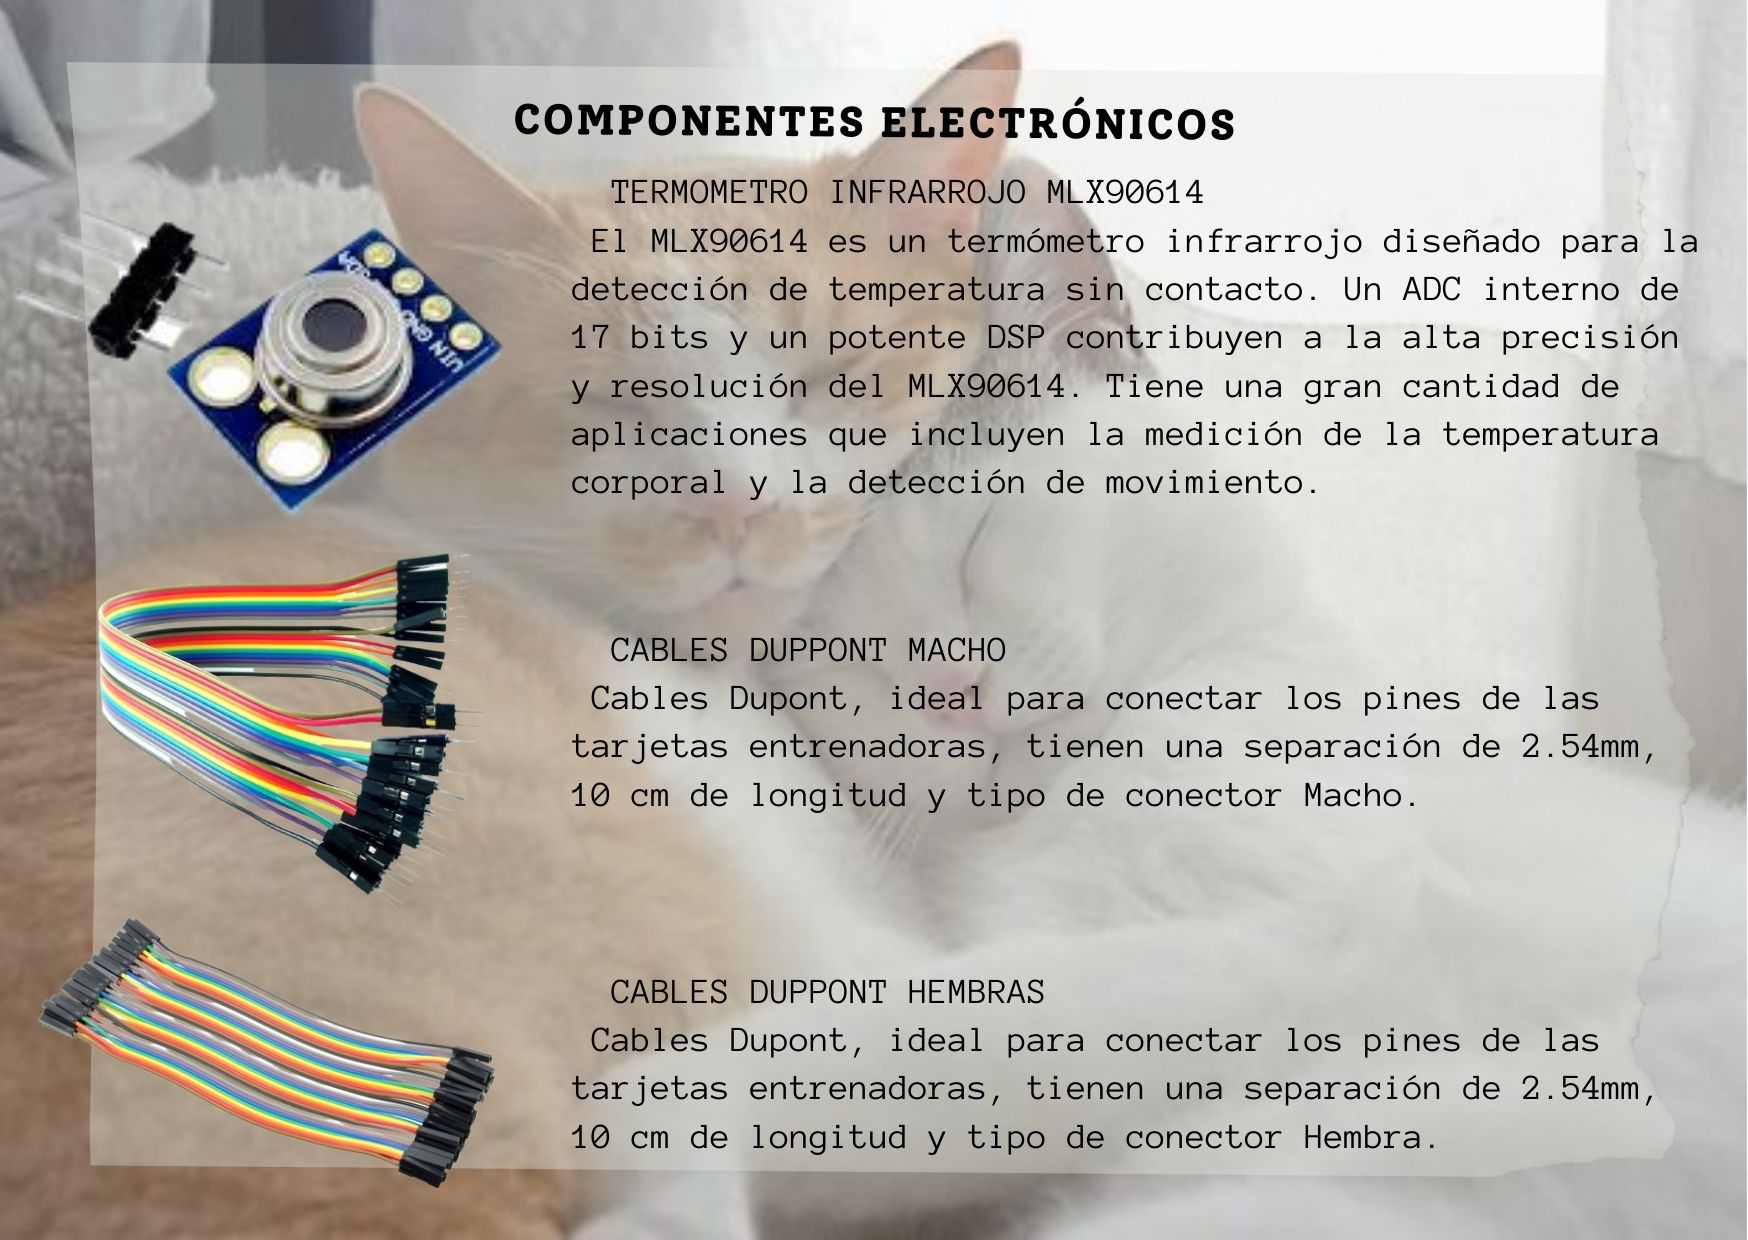 COMPONENTES ELECTRÓNICOS
TERMOMETRO INFRARROJO MLX90614
El MLX90614 es un termómetro infrarrojo diseñado para la
detección de temperatura sin contacto. Un ADC interno de
17 bits y un potente DSP contribuyen a la alta precisión
y resolución del MLX90614. Tiene una gran cantidad de
aplicaciones que incluyen la medición de la temperatura
corporal y la detección de movimiento.
VIN GND
CABLES DUPPONT MACHO
Cables Dupont, ideal para conectar los pines de las
tarjetas entrenadoras, tienen una separación de 2.54mm,
10 cm de longitud y tipo de conector Macho.
CABLES DUPPONT HEMBRAS
Cables Dupont, ideal para conectar los pines de las
tarjetas entrenadoras, tienen una separación de 2.54mm,
10 cm de longitud y tipo de conector Hembra.